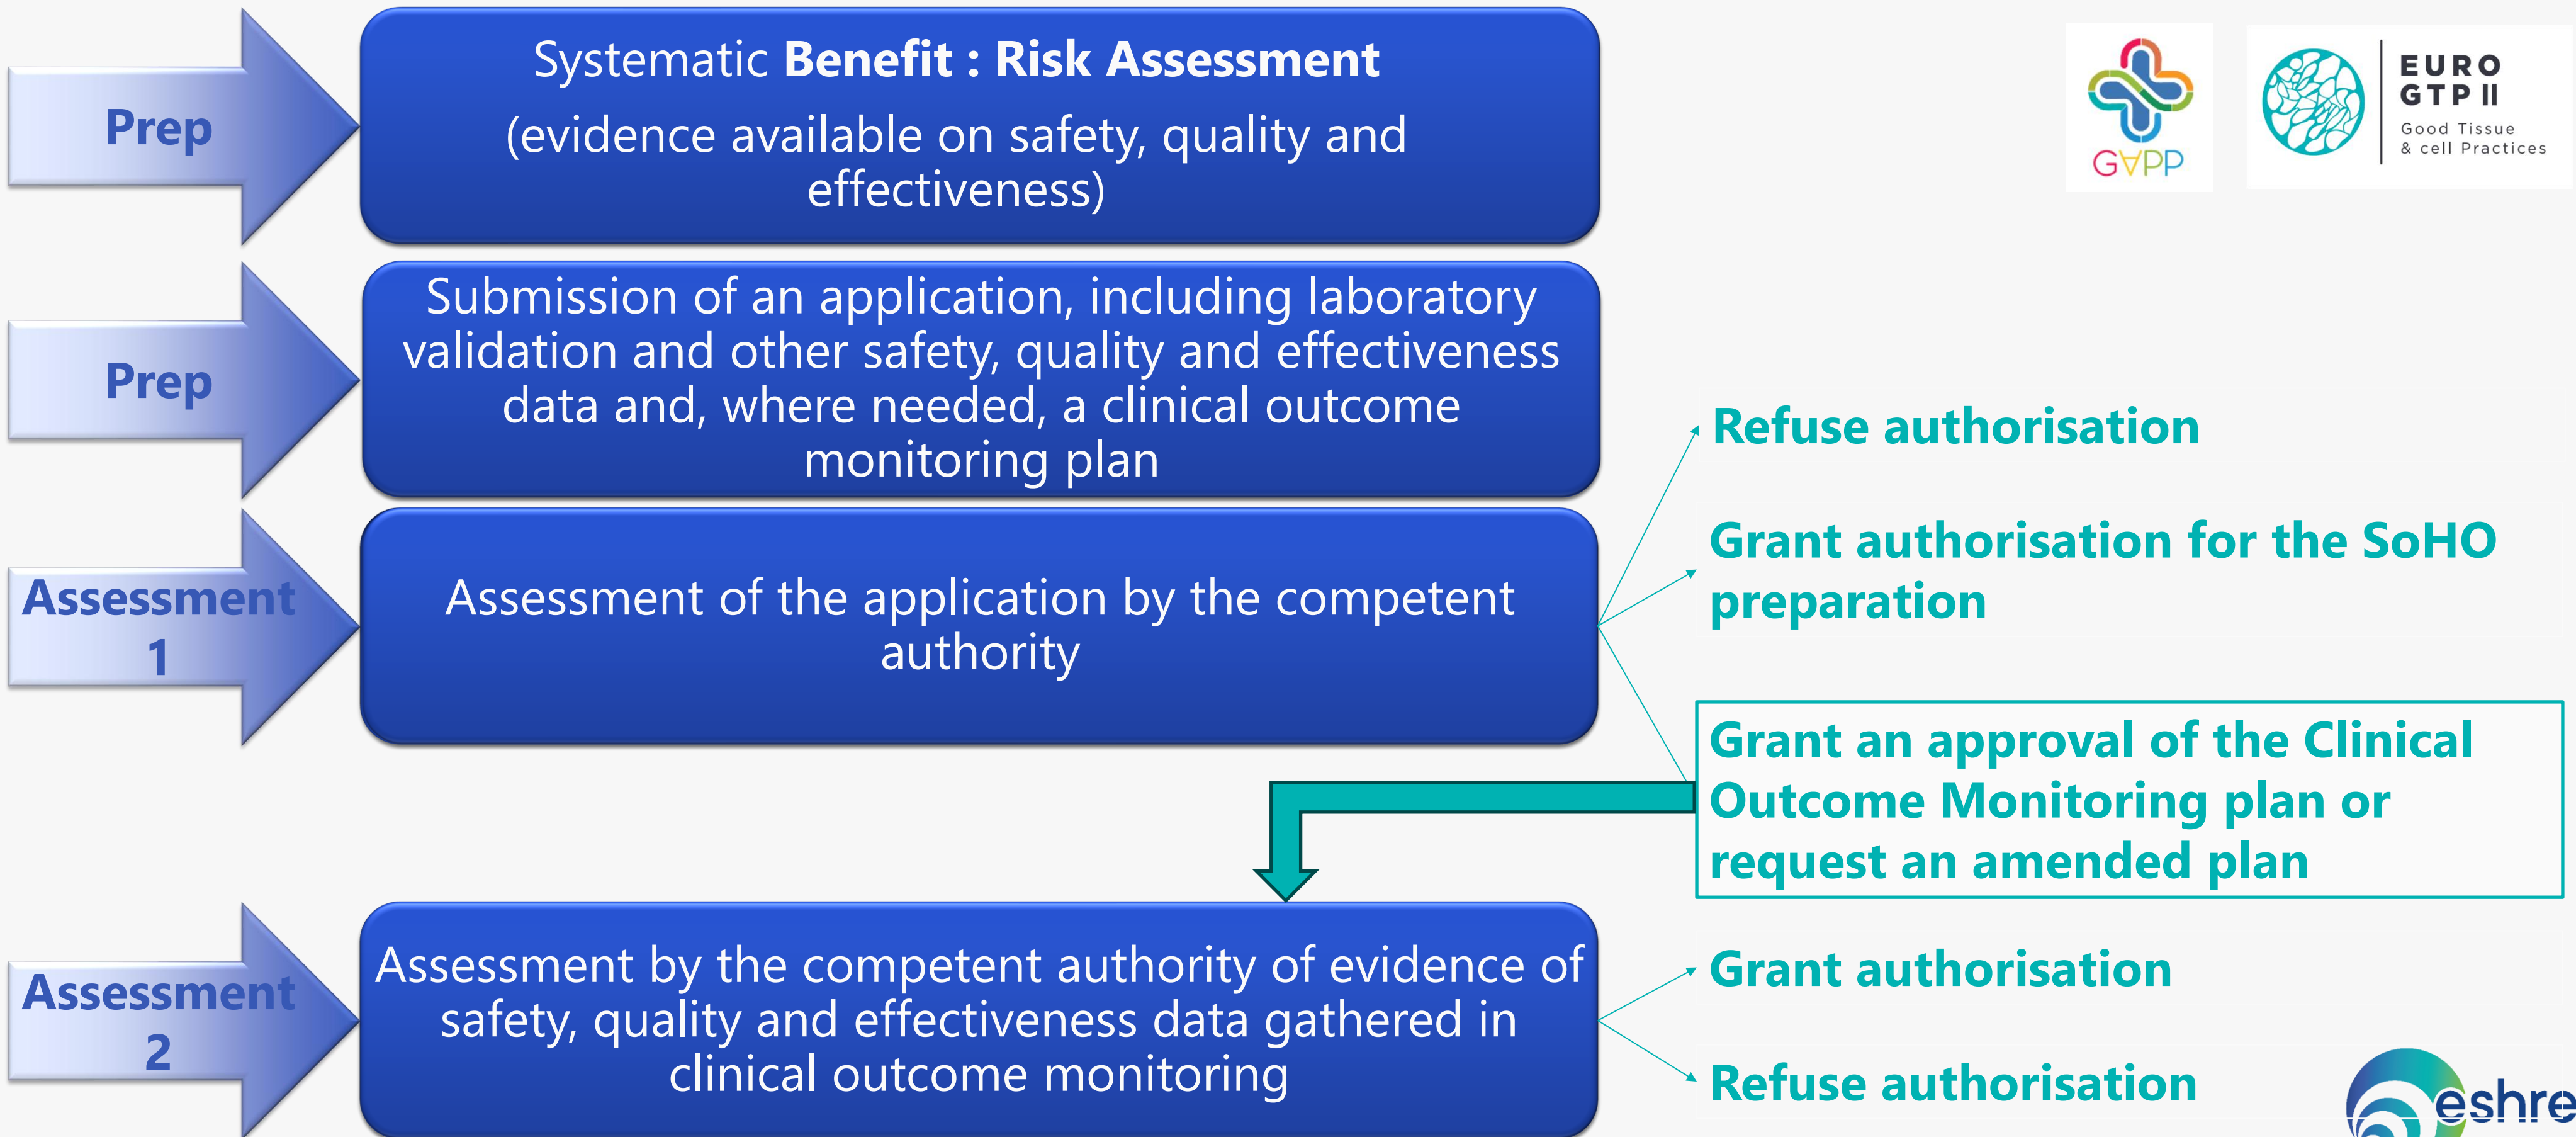 Prep
Systematic Benefit : Risk Assessment
(evidence available on safety, quality and
effectiveness)
G∀PP
EURO
GTP II
Good Tissue
& cell Practices
Prep
Submission of an application, including laboratory
validation and other safety, quality and effectiveness
data and, where needed, a clinical outcome
monitoring plan
Assessment
1
Assessment of the application by the competent
authority
Refuse authorisation
Grant authorisation for the SoHO
preparation
Grant an approval of the Clinical
Outcome Monitoring plan or
request an amended plan
Assessment
2
Assessment by the competent authority of evidence of
safety, quality and effectiveness data gathered in
clinical outcome monitoring
Grant authorisation
Refuse authorisation
eshre